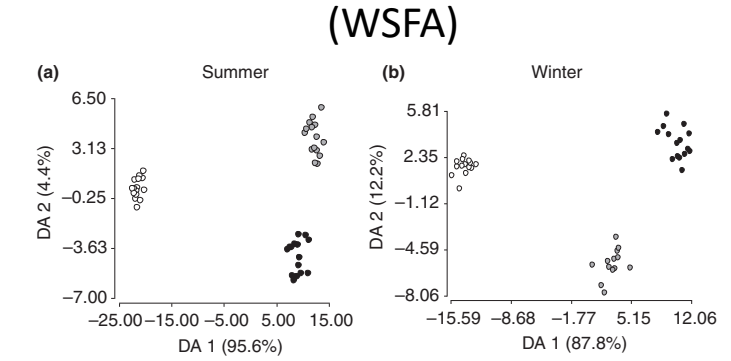 (WSFA)
(a) Summer
6.50
3.13
−0.25
−3.63
−7.00
DA 2 (4.4%)
−25.00 −15.00 −5.00 5.00 15.00
DA 1 (95.6%)
(b) Winter
5.81
2.35
−1.12
−4.59
−8.06
DA 2 (12.2%)
−15.59 −8.68 −1.77 5.15 12.06
DA 1 (87.8%)